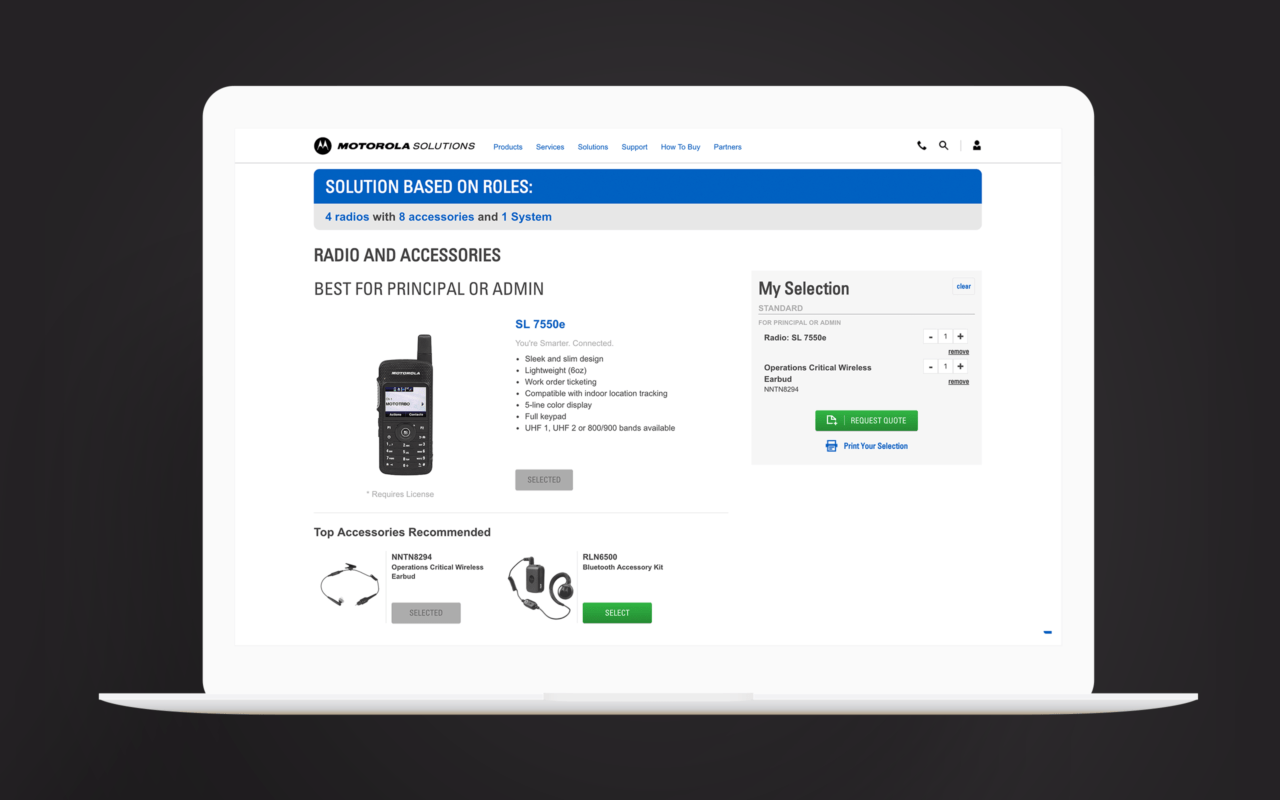 MOTOROLA SOLUTIONS
Products Services Solutions Support How To Buy Partners
SOLUTION BASED ON ROLES:
4 radios with 8 accessories and 1 System
RADIO AND ACCESSORIES
BEST FOR PRINCIPAL OR ADMIN
SL 7550e
You're Smarter. Connected.
• Sleek and slim design
• Lightweight (6oz)
• Work order ticketing
• Compatible with indoor location tracking
• 5-line color display
• Full keypad
• UHF 1, UHF 2 or 800/900 bands available
MOTOROLA
MOTOTRBO
Actions Contacts
* Requires License
SELECTED
Top Accessories Recommended
NNTN8294
Operations Critical Wireless
Earbud
SELECTED
RLN6500
Bluetooth Accessory Kit
SELECT
My Selection
clear
STANDARD
FOR PRINCIPAL OR ADMIN
Radio: SL 7550e
- 1 +
remove
Operations Critical Wireless
Earbud
NNTN8294
- 1 +
remove
REQUEST QUOTE
Print Your Selection